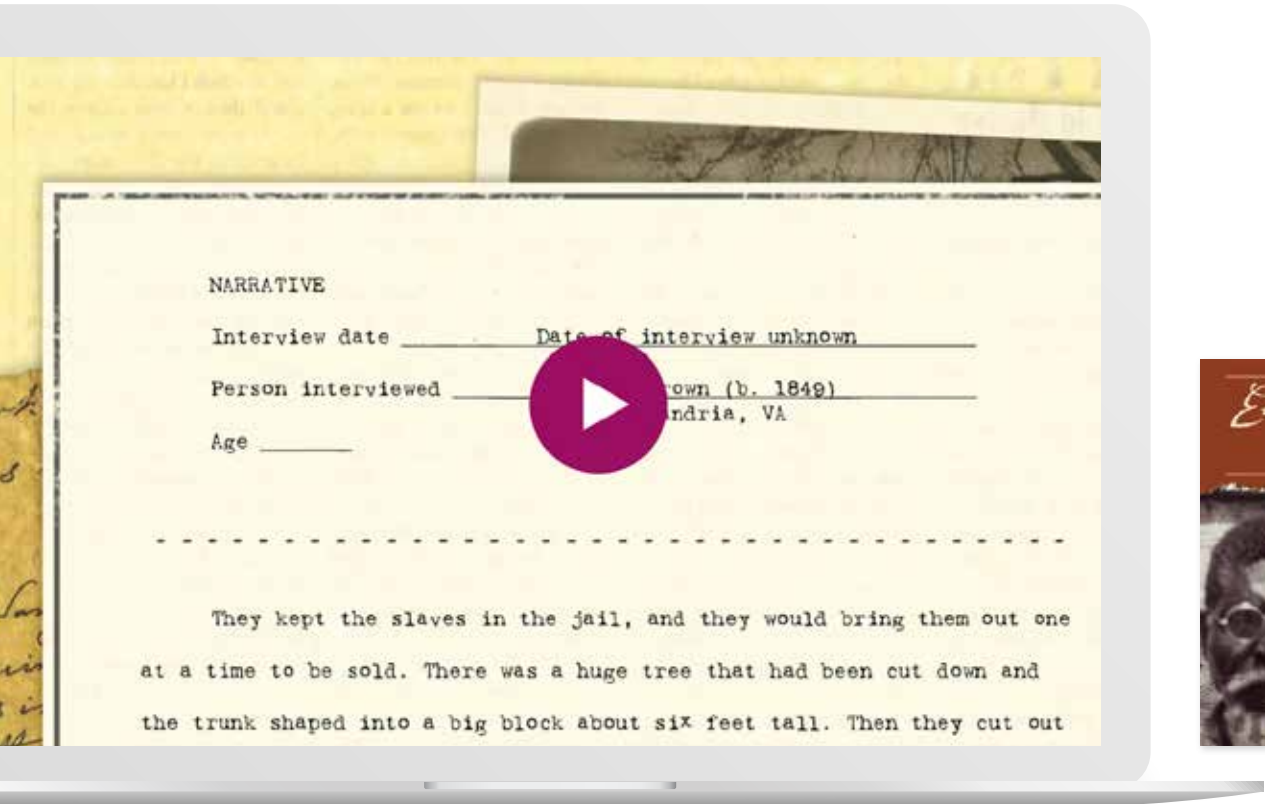 NARRATIVE
Interview date Date of interview unknown
Person interviewed rown (b. 1849)
ndria, VA
Age
- - - - - - - - - - - - - - - - - - - - - - - - - - - - - - - - - - -
They kept the slaves in the jail, and they would bring them out one
at a time to be sold. There was a huge tree that had been cut down and
the trunk shaped into a big block about six feet tall. Then they cut out